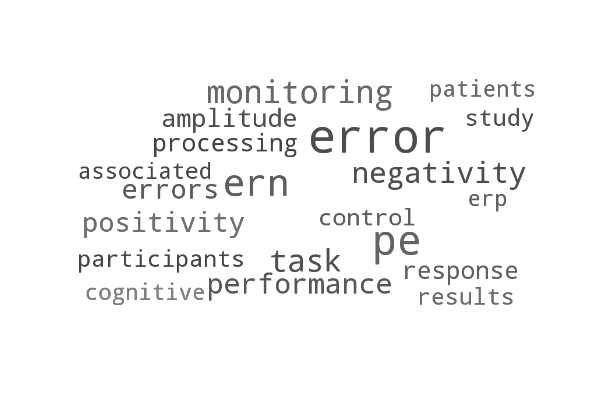 monitoring patients
amplitude error study
processing
associated ern negativity
errors erp
positivity control
participants task pe
cognitive performance response
results